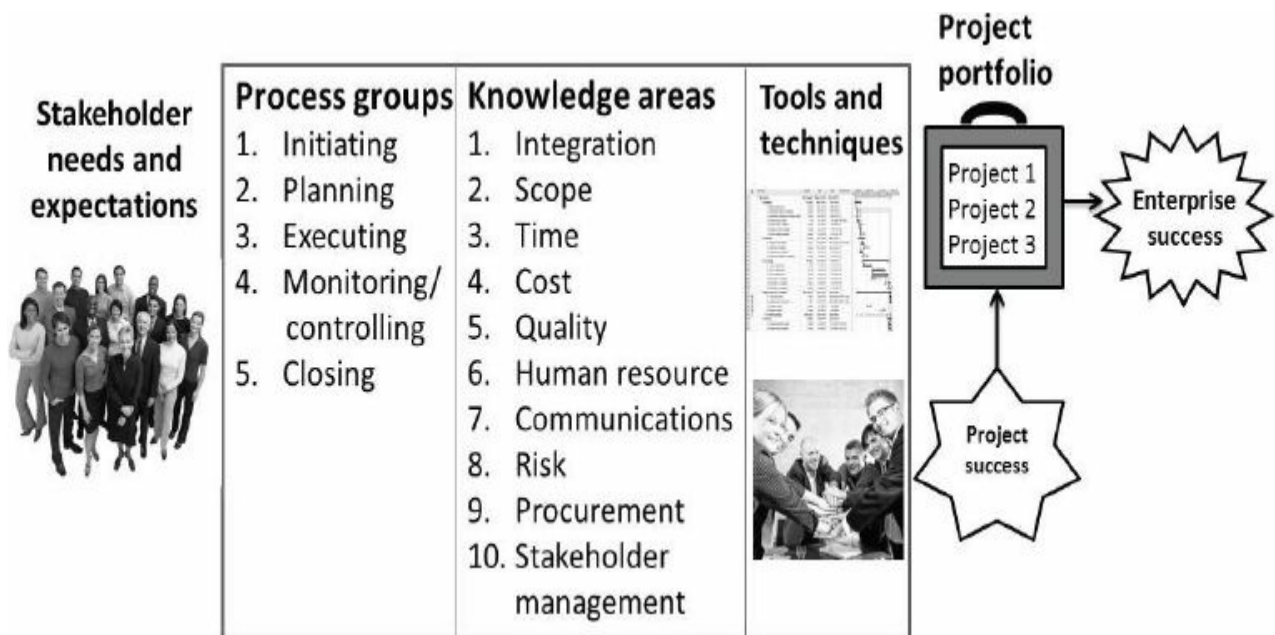 Stakeholder
needs and
expectations
Process groups
1. Initiating
2. Planning
3. Executing
4. Monitoring/
controlling
5. Closing
Knowledge areas
1. Integration
2. Scope
3. Time
4. Cost
5. Quality
6. Human resource
7. Communications
8. Risk
9. Procurement
10. Stakeholder
management
Tools and
techniques
Project
portfolio
Project 1
Project 2
Project 3
Enterprise
success
Project
success